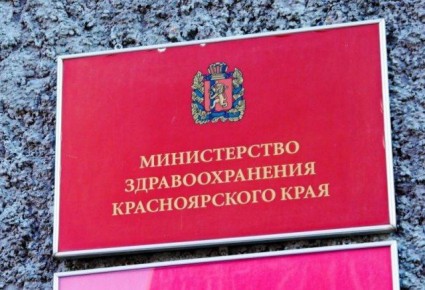 МИНИСТЕРСТВО
ЗДРАВООХРАНЕНИЯ
КРАСНОЯРСКОГО КРАЯ